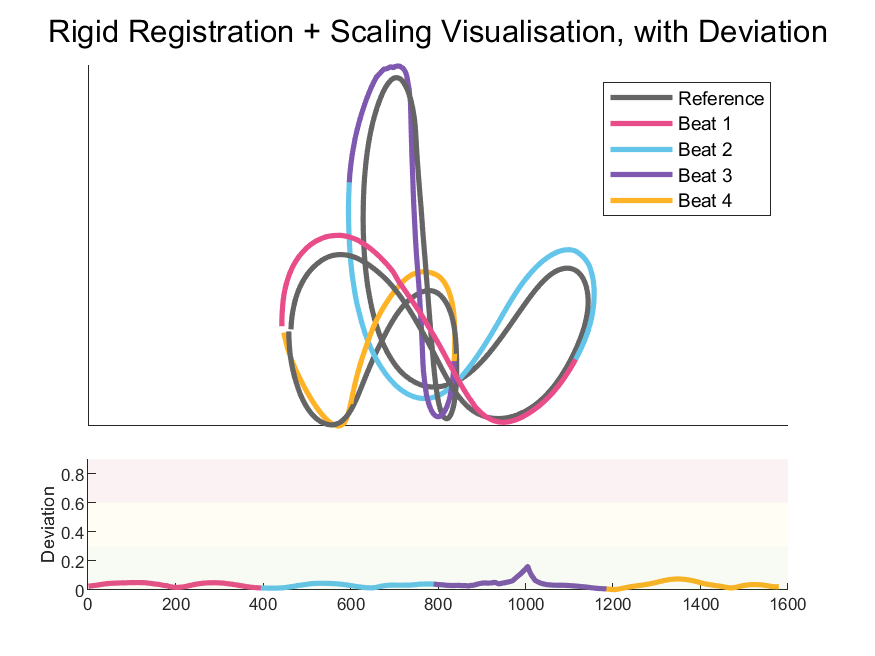 Rigid Registration + Scaling Visualisation, with Deviation
Reference
Beat 1
Beat 2
Beat 3
Beat 4
Deviation
0.8
0.6
0.4
0.2
0
0 200 400 600 800 1000 1200 1400 1600